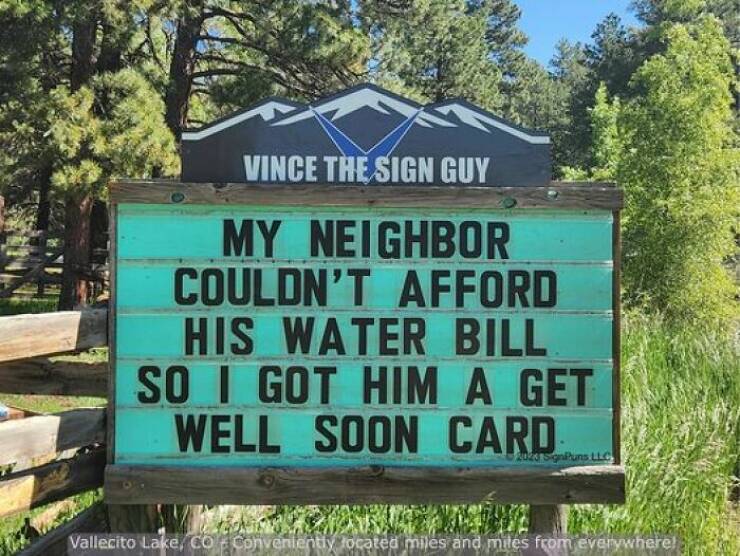 VINCE THE SIGN GUY
MY NEIGHBOR
COULDN'T AFFORD
HIS WATER BILL
SO I GOT HIM A GET
WELL SOON CARD
© 2023 SignPuns LLC
Vallecito Lake, CO - Conveniently located miles and miles from everywhere!